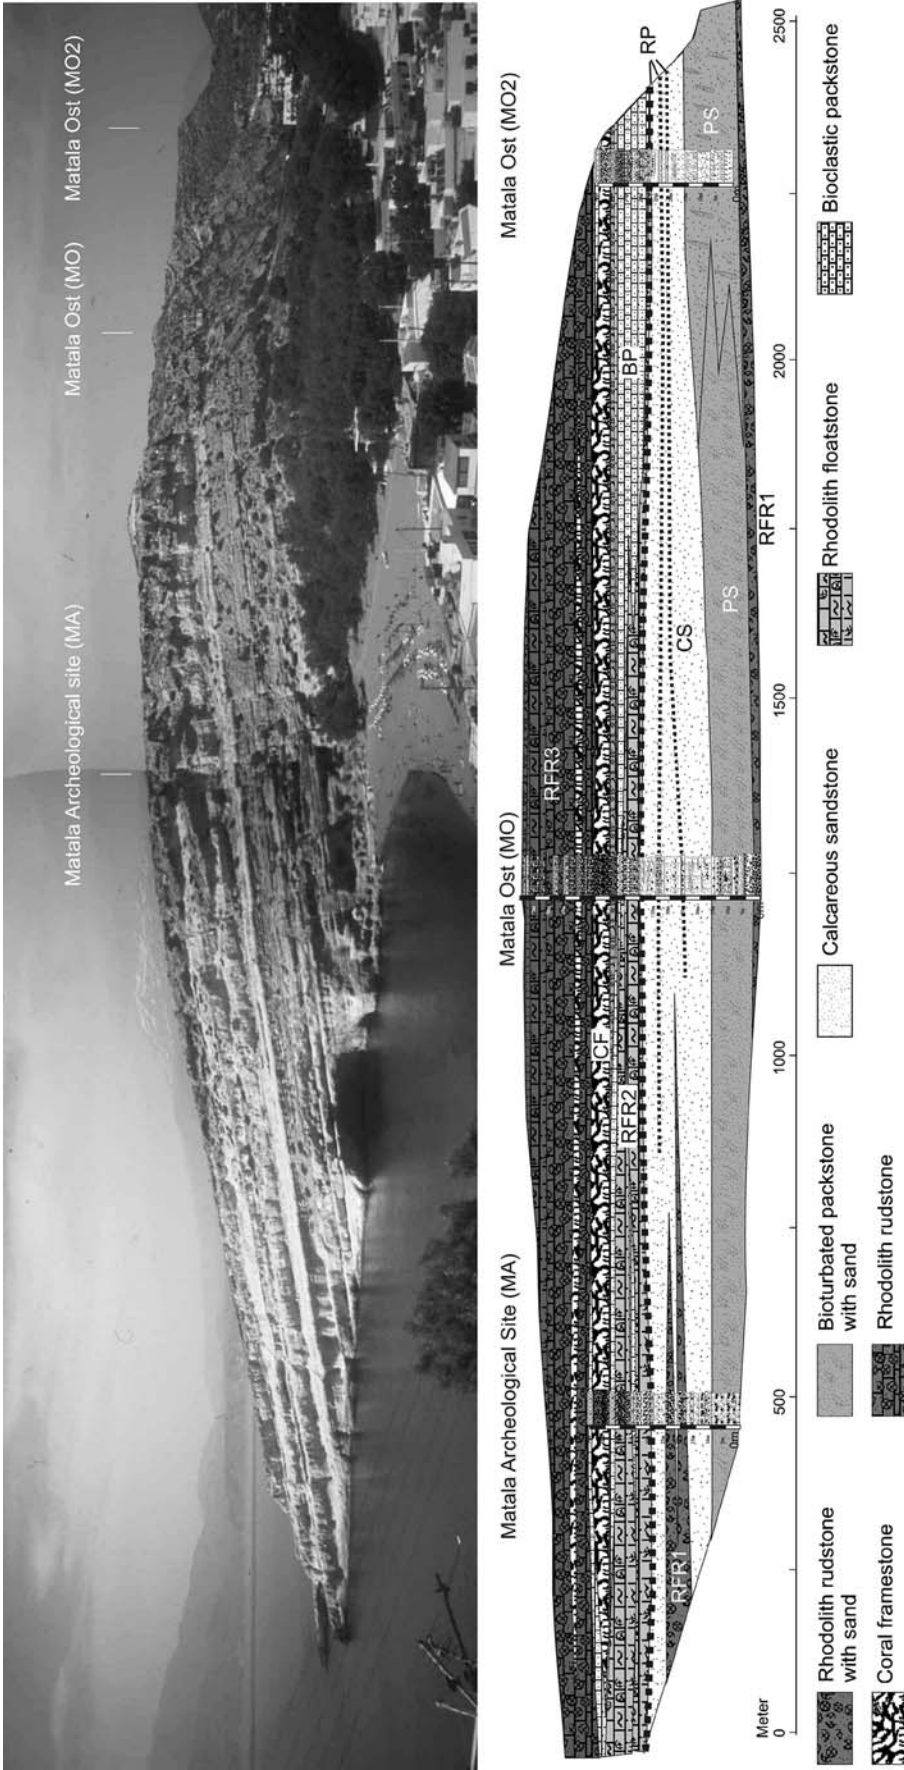 Matala Archeological site (MA)
Matala Ost (MO)
Matala Ost (MO2)
Matala Archeological Site (MA)
Matala Ost (MO)
Matala Ost (MO2)
RP
RFR3
CF
RFR2
BP
CS
RFR1
PS
PS
RFR1
0m
0m
0m
Meter
0
500
1000
1500
2000
2500
Rhodolith rudstone
with sand
Bioturbated packstone
with sand
Calcareous sandstone
Rhodolith floatstone
Bioclastic packstone
Coral framestone
Rhodolith rudstone